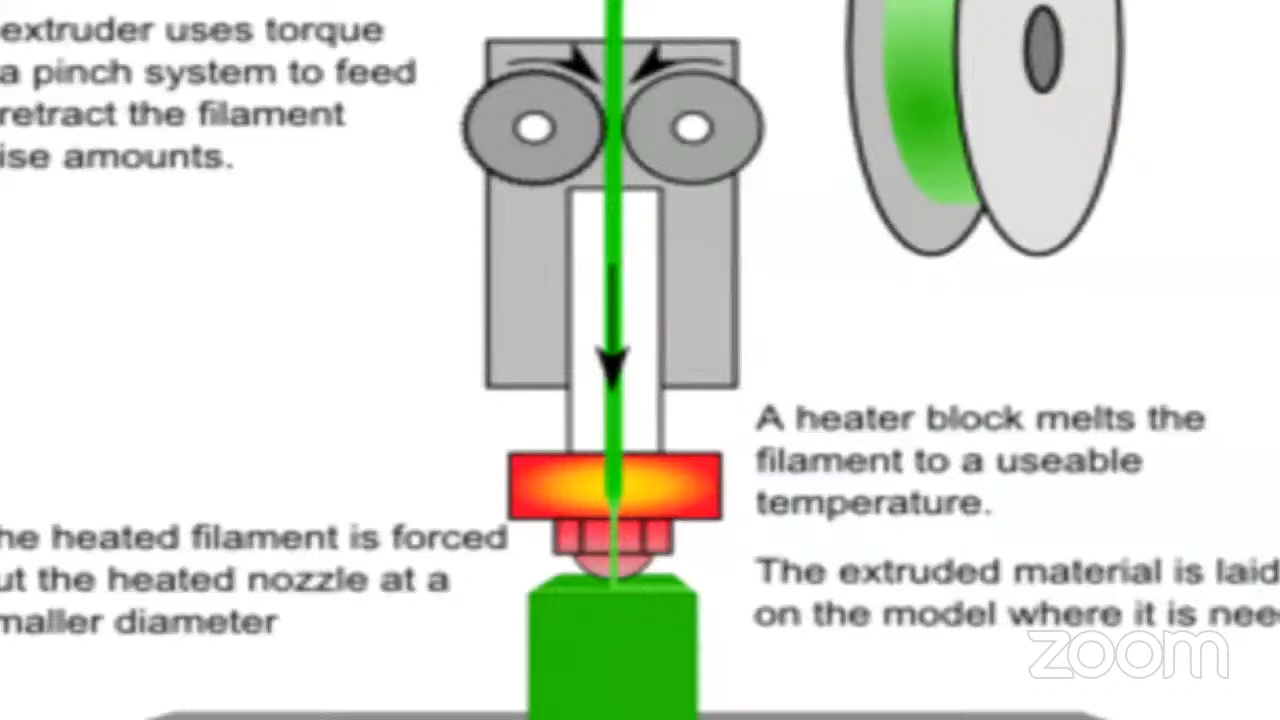 extruder uses torque
a pinch system to feed
retract the filament
ise amounts.
A heater block melts the
filament to a useable
temperature.
he heated filament is forced
ut the heated nozzle at a
maller diameter
The extruded material is laid
on the model where it is nee
zoom